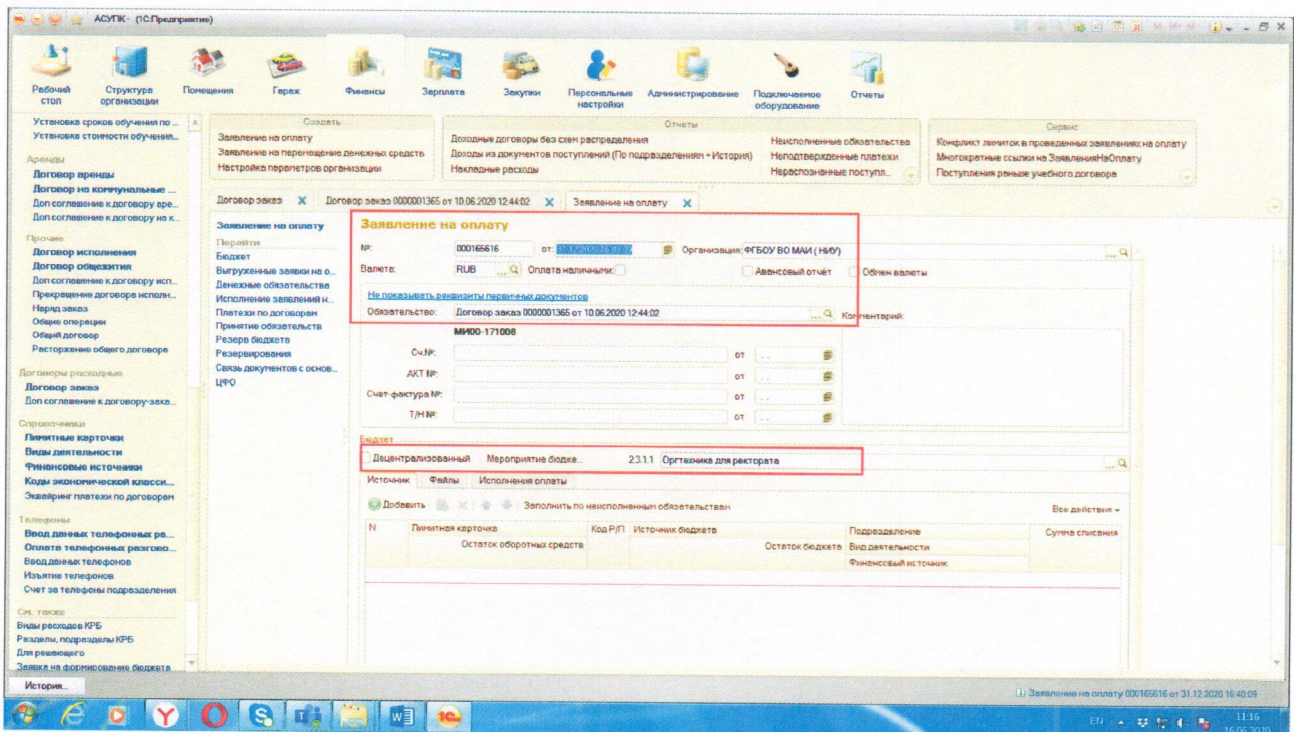 АСУПК - (1С:Предприятие)
Рабочий стол
Структура организации
Помещения
Гараж
Финансы
Зарплата
Закупки
Персональные настройки
Администрирование
Подключаемое оборудование
Отчеты
Установка сроков обучения по ...
Установка стоимости обучения...
Аренды
Договор аренды
Договор на коммунальные ...
Доп соглашение к договору аре...
Доп соглашение к договору на к...
Прочие
Договор исполнения
Договор общежития
Доп соглашение к договору исп...
Прекращение договора исполн...
Наряд заказ
Общие операции
Общий договор
Расторжение общего договора
Договоры расходные
Договор заказ
Доп соглашение к договору-зака...
Справочники
Лимитные карточки
Виды деятельности
Финансовые источники
Коды экономической класси...
Эквайринг платежи по договорам
Телефоны
Ввод данных телефонных ра...
Оплата телефонных разгово...
Ввод данных телефонов
Изъятие телефонов
Счет за телефоны подразделения
См. также
Виды расходов КРБ
Разделы, подразделы КРБ
Для решающего
Заявка на формирование бюджета
Создать
Заявление на оплату
Заявление на перемещение денежных средств
Настройка параметров организации
Отчеты
Доходные договоры без схем распределения
Доходы из документов поступлений (По подразделениям + История)
Накладные расходы
Неисполненные обязательства
Неподтвержденные платежи
Нераспознанные поступл...
Сервис
Конфликт лимиток в проведенных заявлениях на оплату
Многократные ссылки на ЗаявленияНаОплату
Поступления раньше учебного договора
Договор заказ
Договор заказ 0000001365 от 10.06.2020 12:44:02
Заявление на оплату
Заявление на оплату
Перейти
Бюджет
Выгруженные заявки на о...
Денежные обязательства
Исполнение заявлений н...
Платежи по договорам
Принятие обязательств
Резерв бюджета
Резервирования
Связь документов с основ...
ЦФО
Заявление на оплату
№: 000165616 от: Организация: ФГБОУ ВО МАИ ( НИУ)
Валюта: RUB ... Оплата наличными: Авансовый отчёт Обмен валюты
Не показывать реквизиты первичных документов
Обязательство: Договор заказ 0000001365 от 10.06.2020 12:44:02 ... Комментарий:
МИ00-171008
Сч.№: от . .
АКТ №: от . .
Счет-фактура №: от . .
Т/Н №: от . .
Бюджет
Децентрализованный Мероприятие бюдже... 2.3.1.1 Оргтехника для ректората ...
Источник Файлы Исполнения оплаты
Добавить Заполнить по неисполненным обязательствам Все действия
N Лимитная карточка Код Р/П Источник бюджета Подразделение Сумма списания
Остаток оборотных средств Остаток бюджета Вид деятельности
Финансовый источник
История...
Заявление на оплату 000165616 от 31.12.2020 16:40:09
EN 11:16
16.06.2020